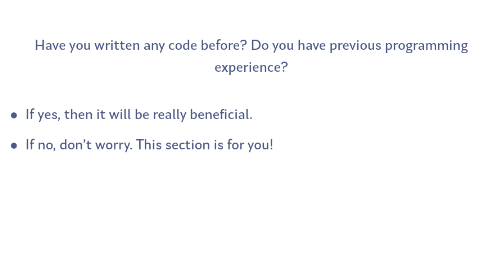 Have you written any code before? Do you have previous programming
experience?
• If yes, then it will be really beneficial.
• If no, don't worry. This section is for you!